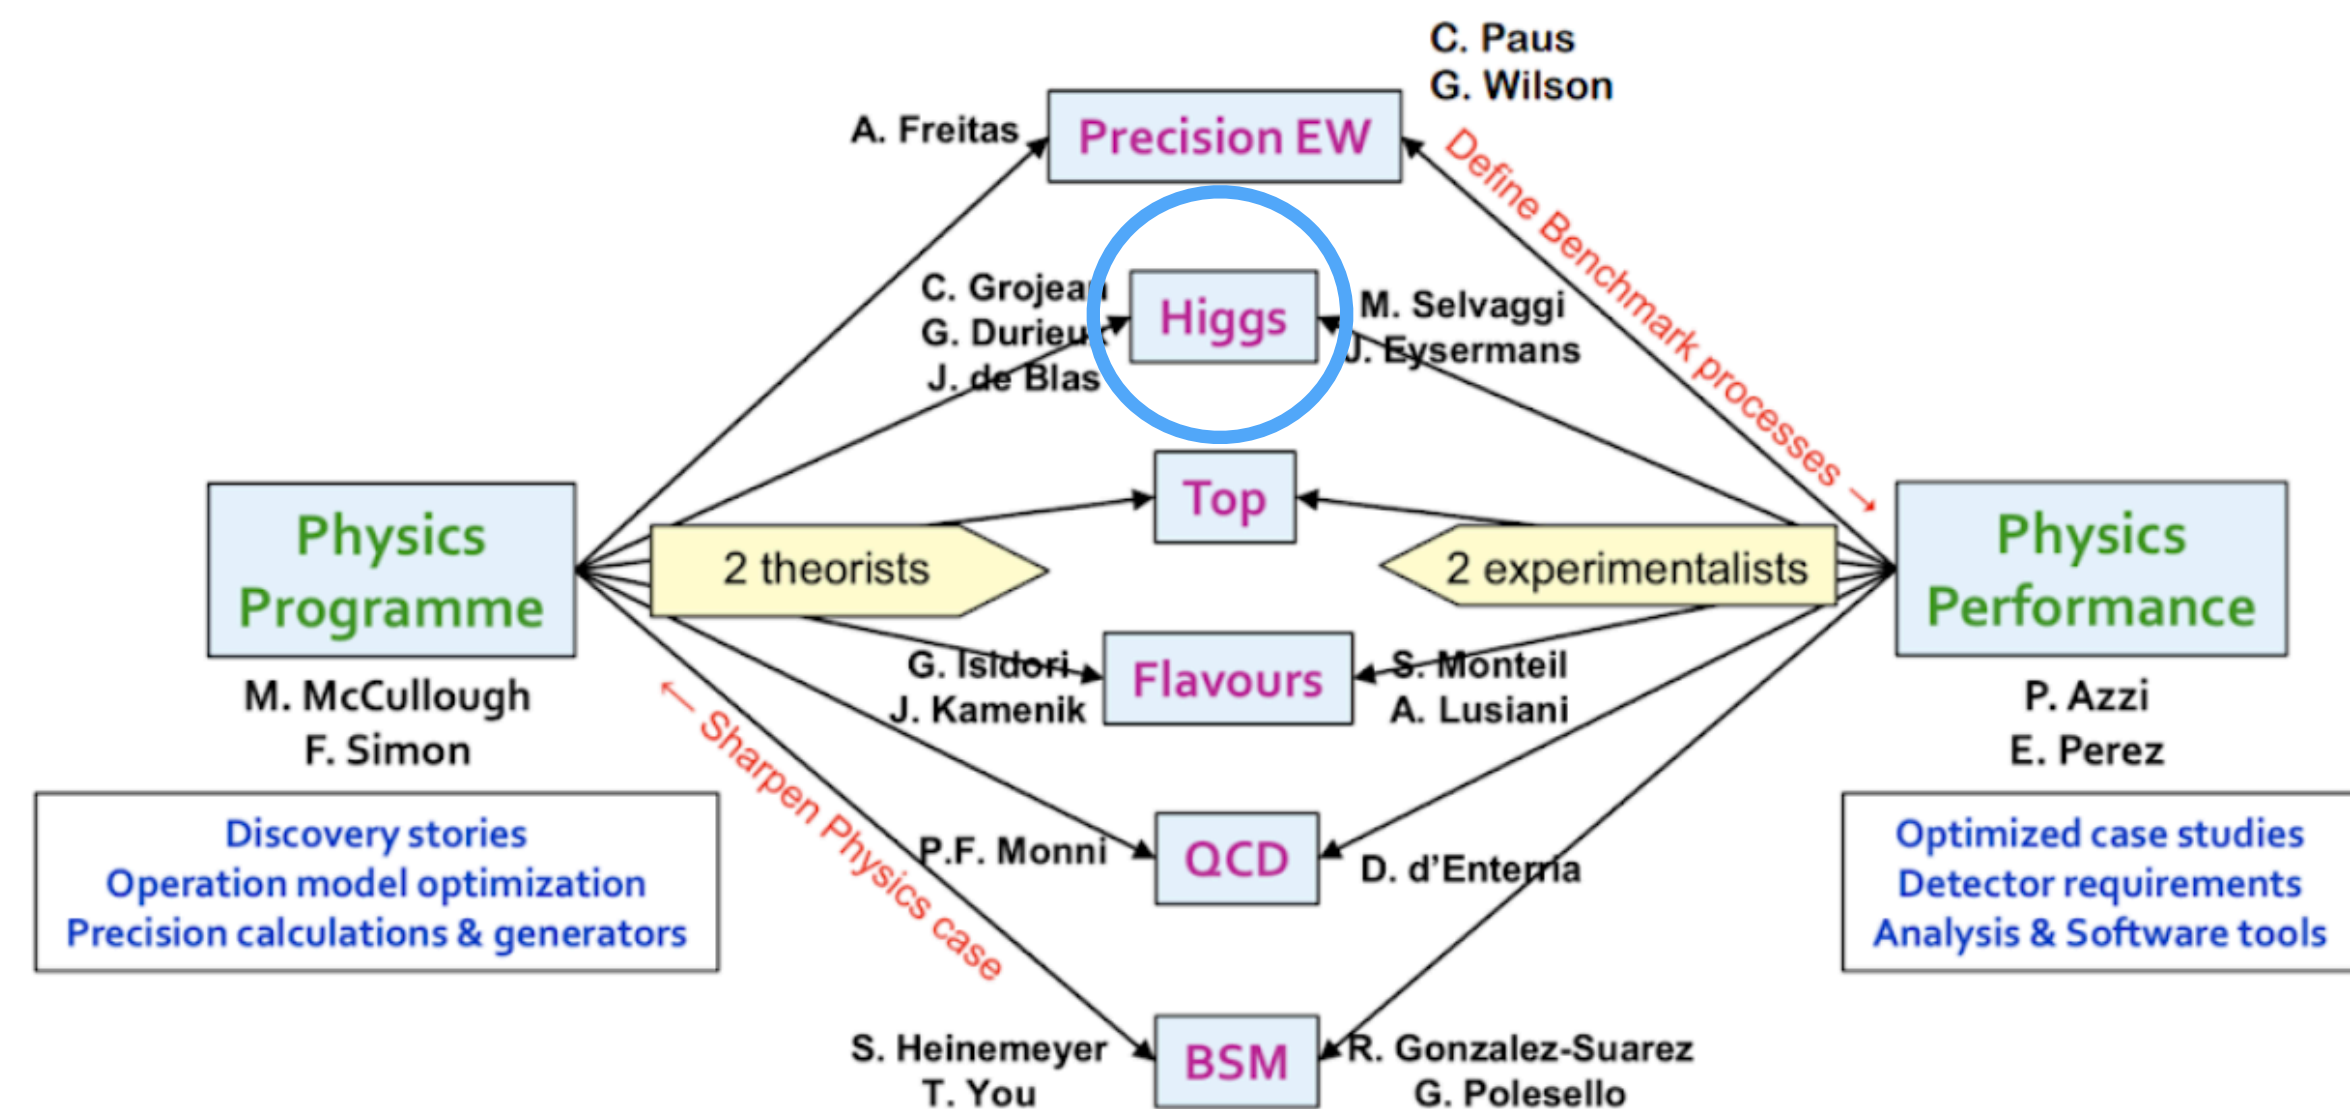 C. Paus
G. Wilson
A. Freitas
Precision EW
Define Benchmark processes →
C. Grojean
G. Durieux
J. de Blas
Higgs
M. Selvaggi
J. Eysermans
Top
Physics
Programme
2 theorists
2 experimentalists
Physics
Performance
M. McCullough
F. Simon
G. Isidori
J. Kamenik
Flavours
S. Monteil
A. Lusiani
P. Azzi
E. Perez
← Sharpen Physics case
Discovery stories
Operation model optimization
Precision calculations & generators
P.F. Monni
QCD
D. d'Enterria
Optimized case studies
Detector requirements
Analysis & Software tools
S. Heinemeyer
T. You
BSM
R. Gonzalez-Suarez
G. Polesello